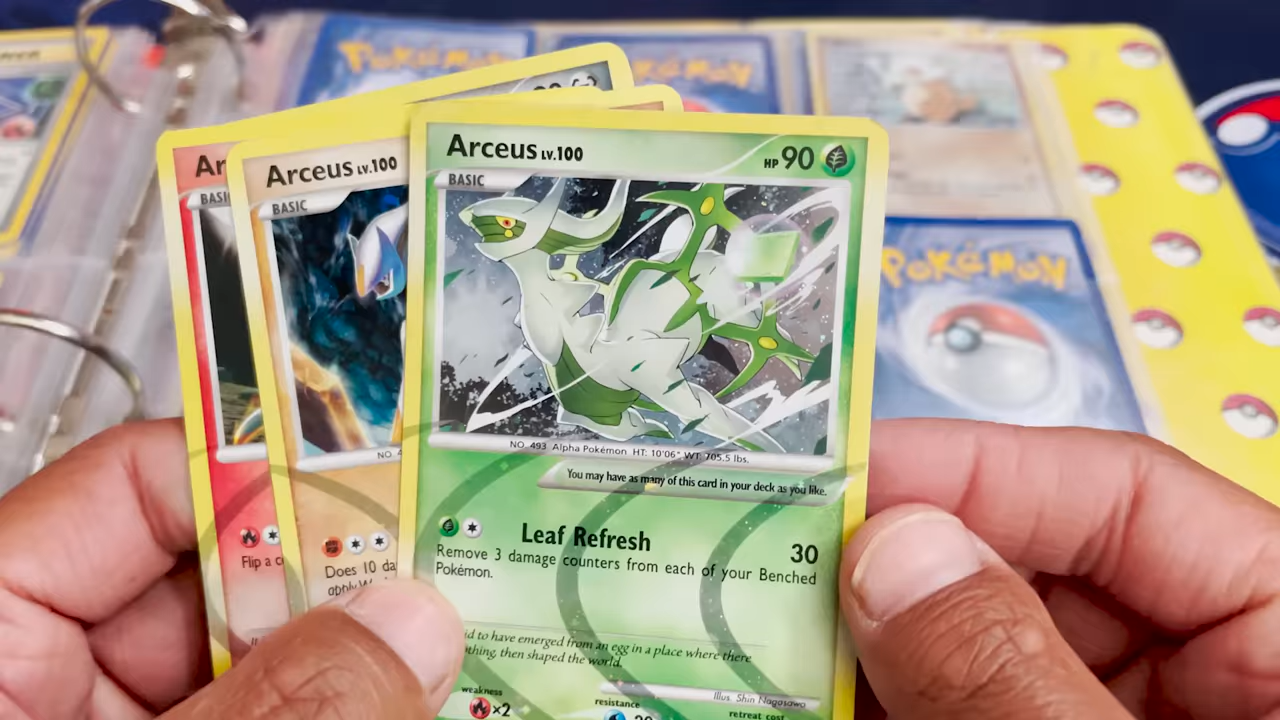 POKéMON
POKéMON
Ar
BASIC
Arceus LV.100
BASIC
NO. 4
Does 10 da
apply W
Flip a c
Arceus LV.100
HP 90
BASIC
NO. 493 Alpha Pokémon HT: 10'06" WT: 705.5 lbs.
You may have as many of this card in your deck as you like.
Leaf Refresh 30
Remove 3 damage counters from each of your Benched
Pokémon.
id to have emerged from an egg in a place where there
thing, then shaped the world.
Illus. Shin Nagasawa
weakness
×2
resistance
retreat cost
POKéMON